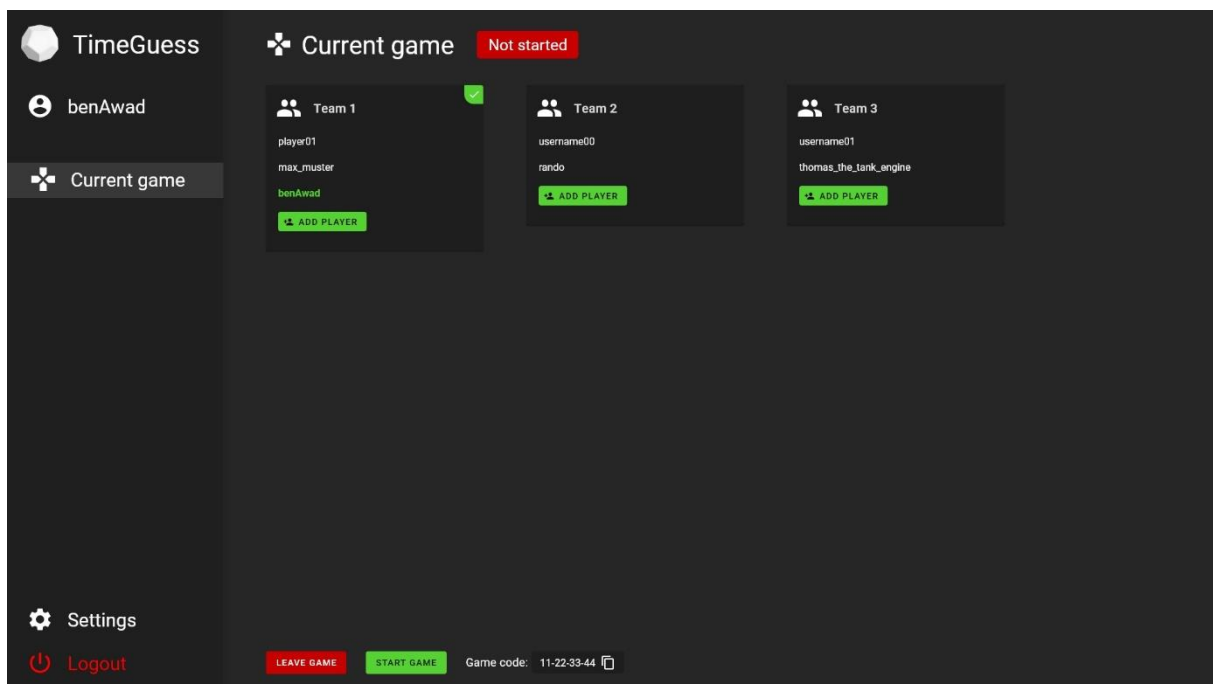 TimeGuess
benAwad
Current game
Settings
Logout
Current game Not started
Team 1
player01
max_muster
benAwad
ADD PLAYER
Team 2
username00
rando
ADD PLAYER
Team 3
username01
thomas_the_tank_engine
ADD PLAYER
LEAVE GAME START GAME Game code: 11-22-33-44